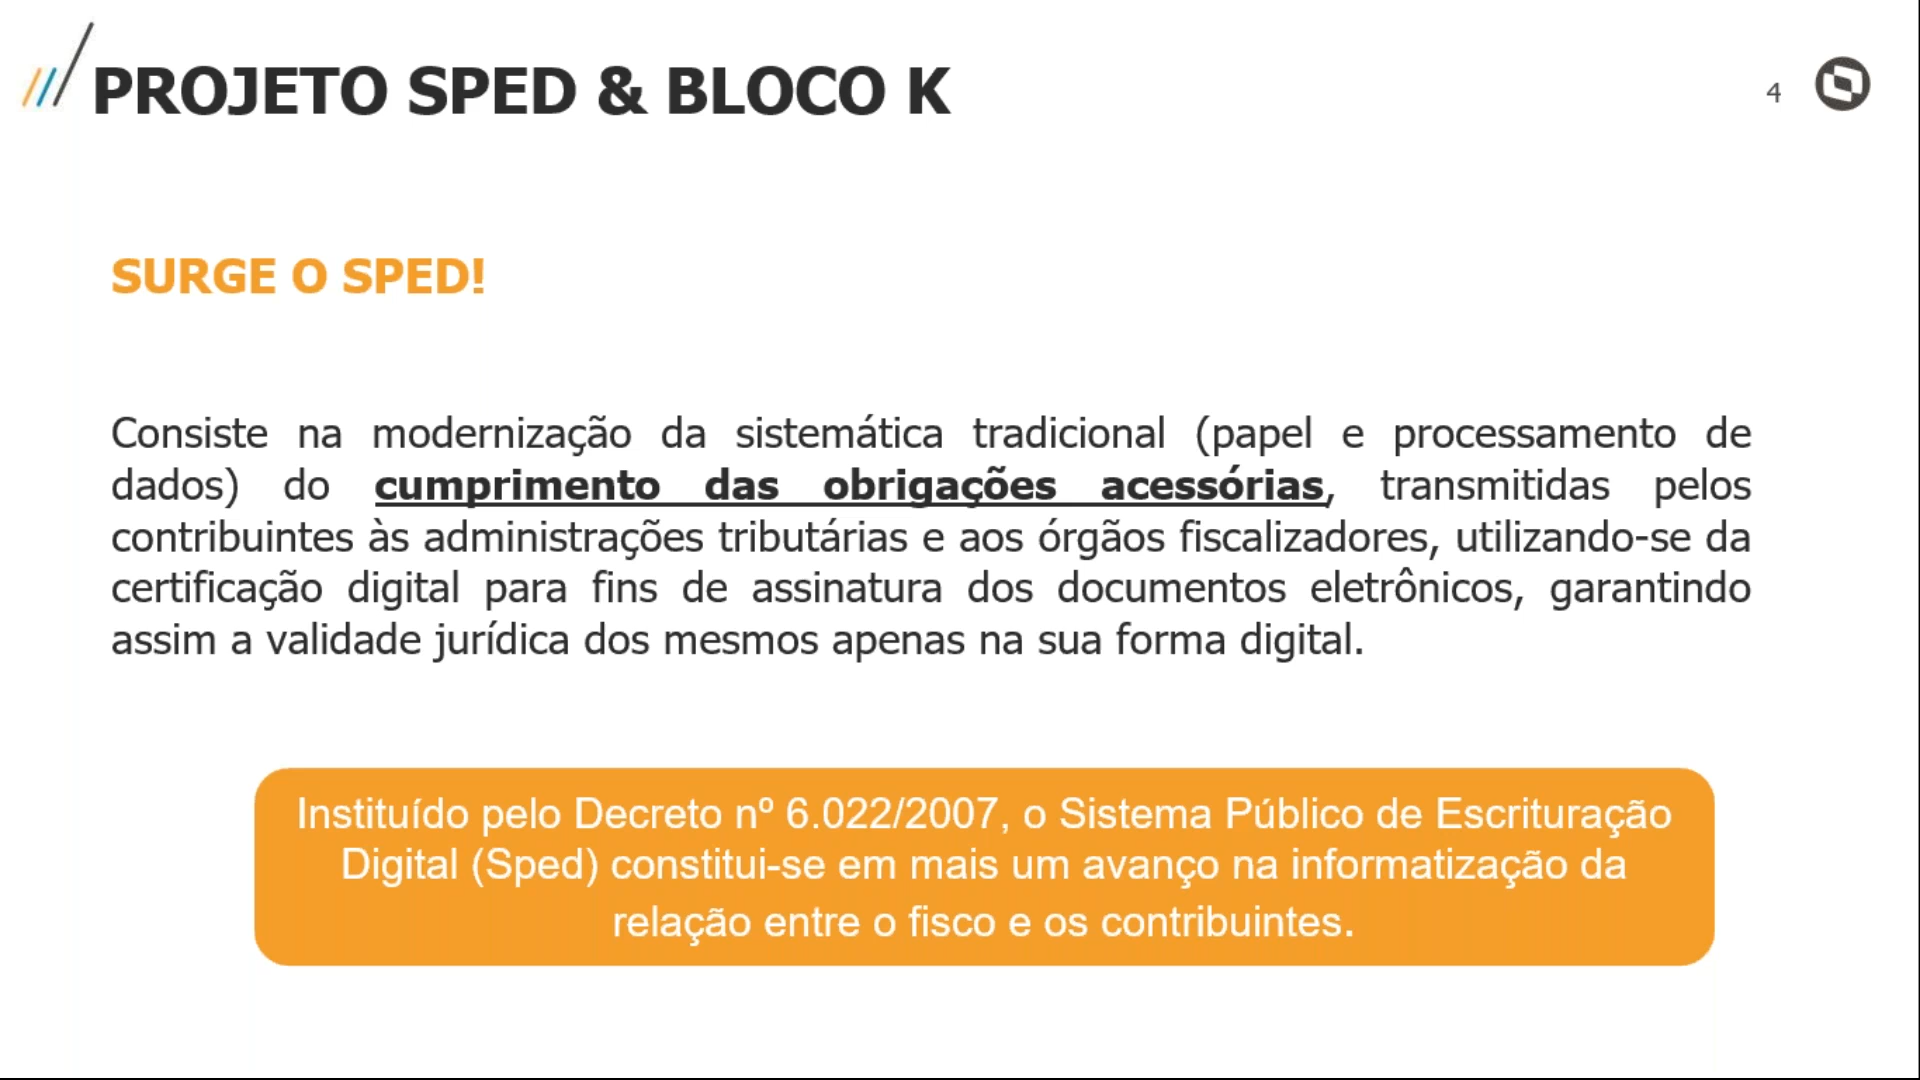 PROJETO SPED & BLOCO K
4
SURGE O SPED!
Consiste na modernização da sistemática tradicional (papel e processamento de
dados) do cumprimento das obrigações acessórias, transmitidas pelos
contribuintes às administrações tributárias e aos órgãos fiscalizadores, utilizando-se da
certificação digital para fins de assinatura dos documentos eletrônicos, garantindo
assim a validade jurídica dos mesmos apenas na sua forma digital.
Instituído pelo Decreto nº 6.022/2007, o Sistema Público de Escrituração
Digital (Sped) constitui-se em mais um avanço na informatização da
relação entre o fisco e os contribuintes.